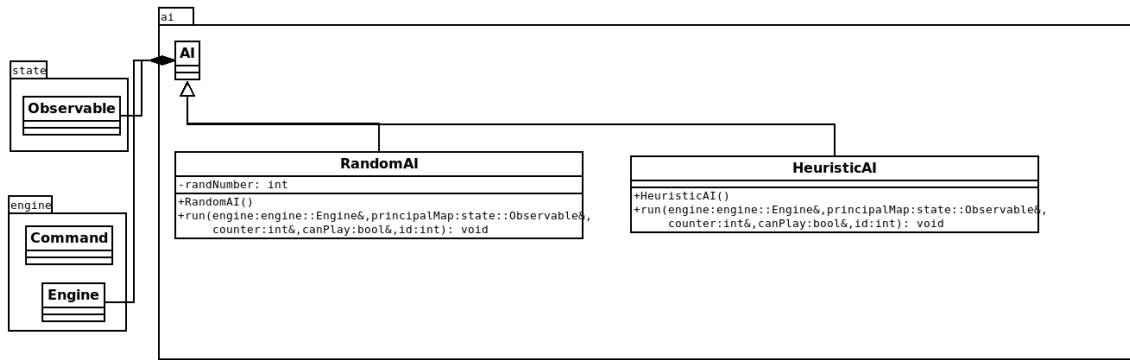 ai
AI
state
Observable
RandomAI
-randNumber: int
+RandomAI()
+run(engine:engine::Engine&,principalMap:state::Observable&,
counter:int&,canPlay:bool&,id:int): void
HeuristicAI
+HeuristicAI()
+run(engine:engine::Engine&,principalMap:state::Observable&,
counter:int&,canPlay:bool&,id:int): void
engine
Command
Engine